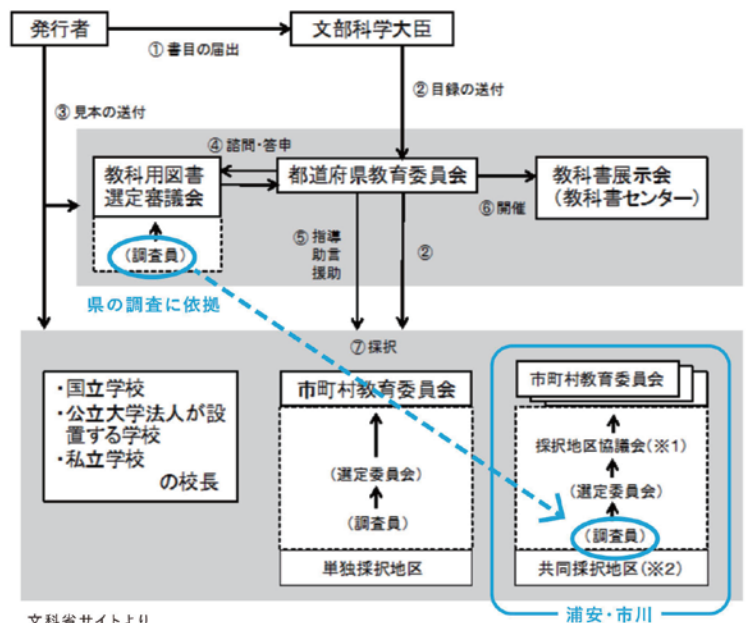 発行者
文部科学大臣
①書目の届出
②目録の送付
③見本の送付
④諮問・答申
教科用図書
選定審議会
都道府県教育委員会
教科書展示会
(教科書センター)
⑥開催
(調査員)
⑤指導
助言
援助
②
県の調査に依拠
⑦採択
・国立学校
・公立大学法人が設
置する学校
・私立学校
の校長
市町村教育委員会
(選定委員会)
(調査員)
単独採択地区
市町村教育委員会
採択地区協議会(※1)
(選定委員会)
(調査員)
共同採択地区(※2)
浦安・市川
文科省サイトより